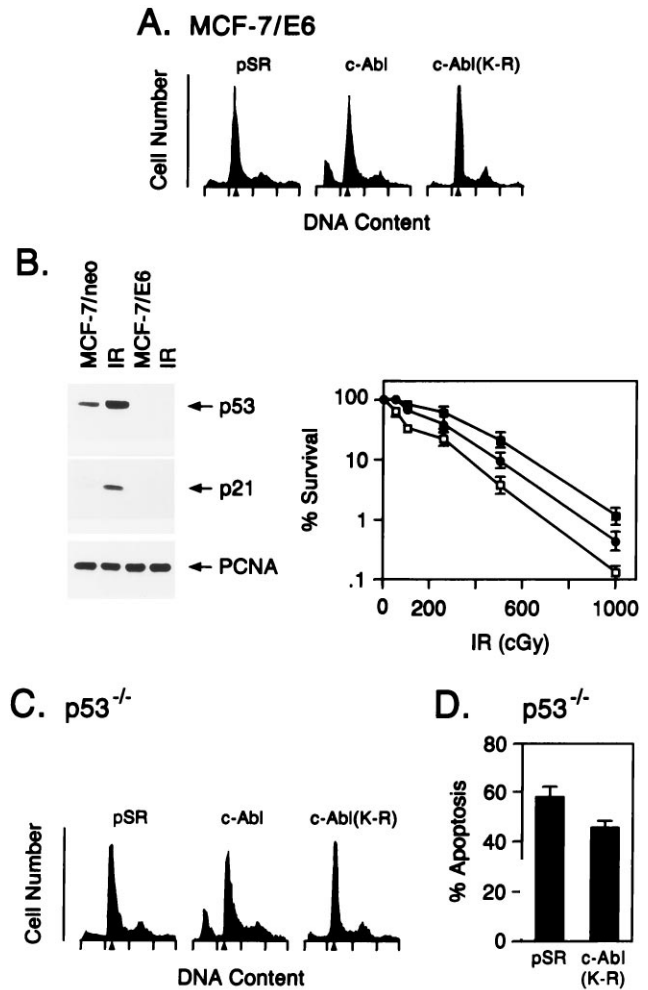 A. MCF-7/E6
pSR
c-Abl
c-Abl(K-R)
Cell Number
DNA Content
B.
MCF-7/neo
IR
MCF-7/E6
IR
p53
p21
PCNA
% Survival
100
10
1
.1
0 200 600 1000
IR (cGy)
C. p53-/-
pSR
c-Abl
c-Abl(K-R)
Cell Number
DNA Content
D. p53-/-
% Apoptosis
80
60
40
20
0
pSR
c-Abl
(K-R)